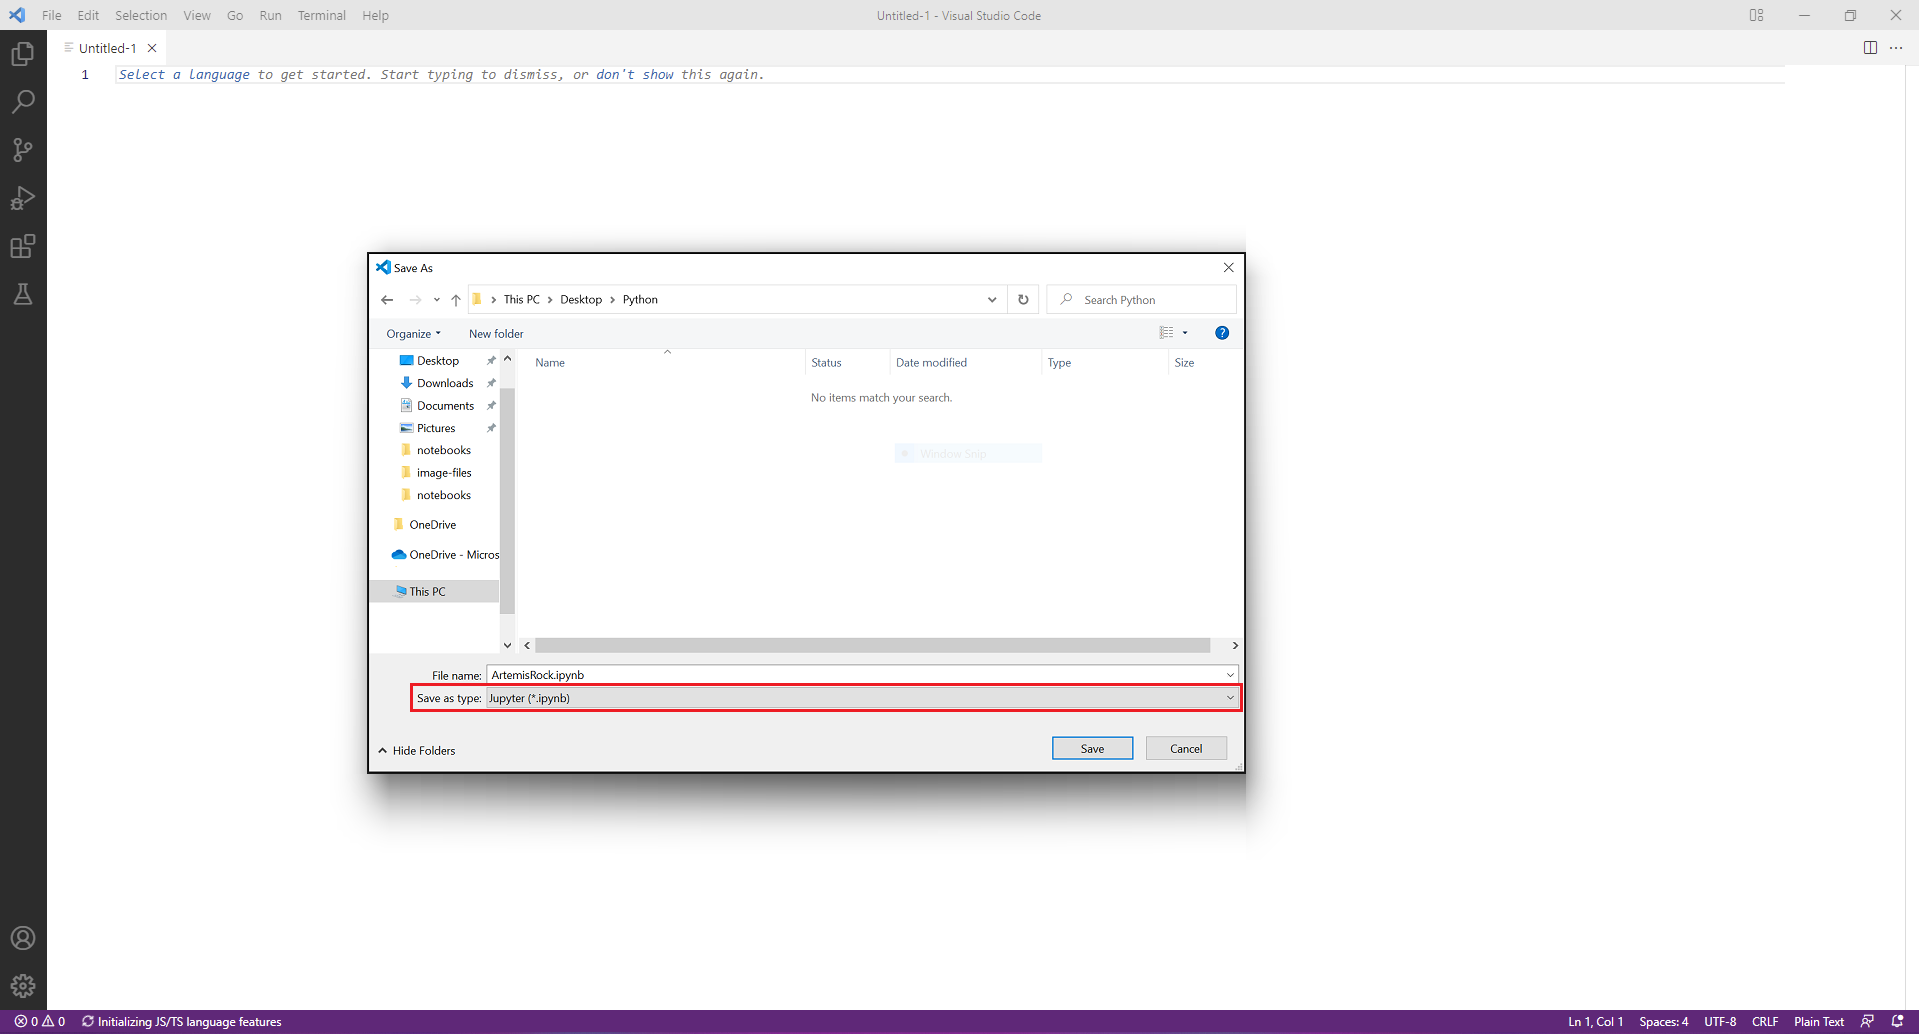 File Edit Selection View Go Run Terminal Help Untitled-1 - Visual Studio Code
Untitled-1
1 Select a language to get started. Start typing to dismiss, or don't show this again.
Save As
This PC > Desktop > Python Search Python
Organize New folder
Name Status Date modified Type Size
No items match your search.
Desktop
Downloads
Documents
Pictures
notebooks
image-files
notebooks
OneDrive
OneDrive - Micros
This PC
Window Snip
File name: ArtemisRock.ipynb
Save as type: Jupyter (*.ipynb)
Hide Folders Save Cancel
0 0 Initializing JS/TS language features Ln 1, Col 1 Spaces: 4 UTF-8 CRLF Plain Text